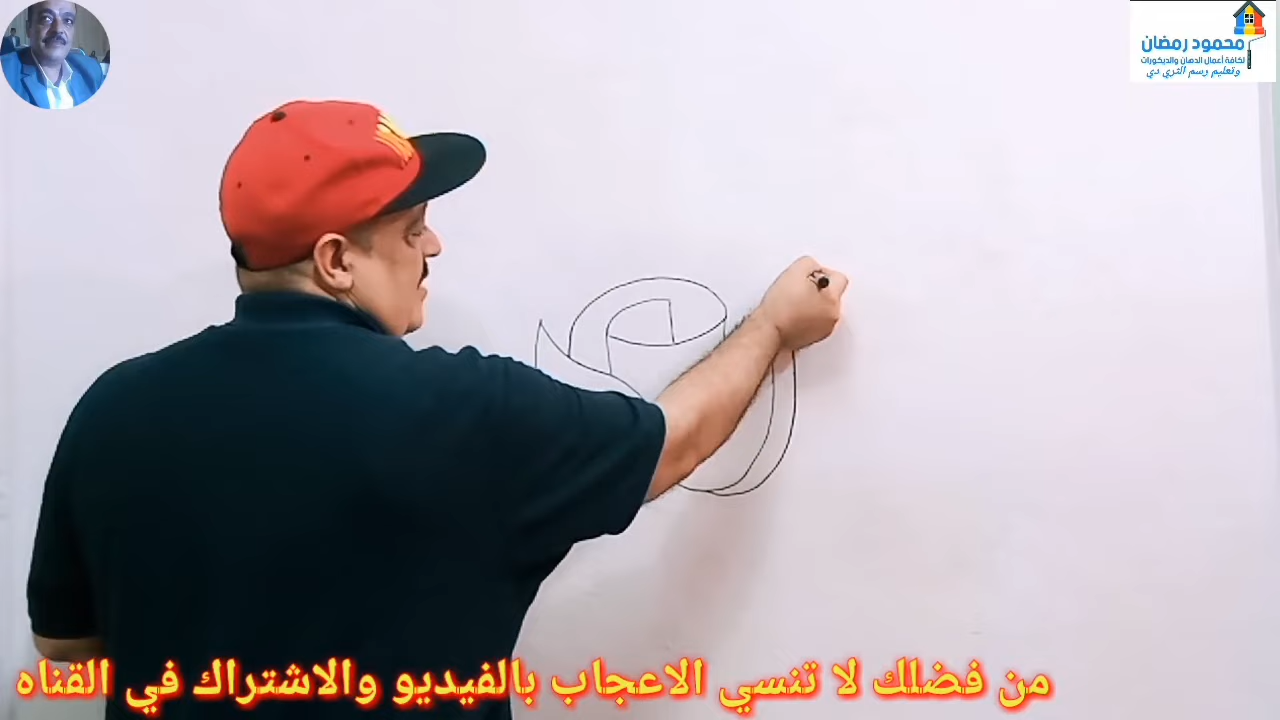 محمود رمضان
لكافة أعمال الدهان والديكورات
وتعليم رسم الثري دي
من فضلك لا تنسي الاعجاب بالفيديو والاشتراك في القناه